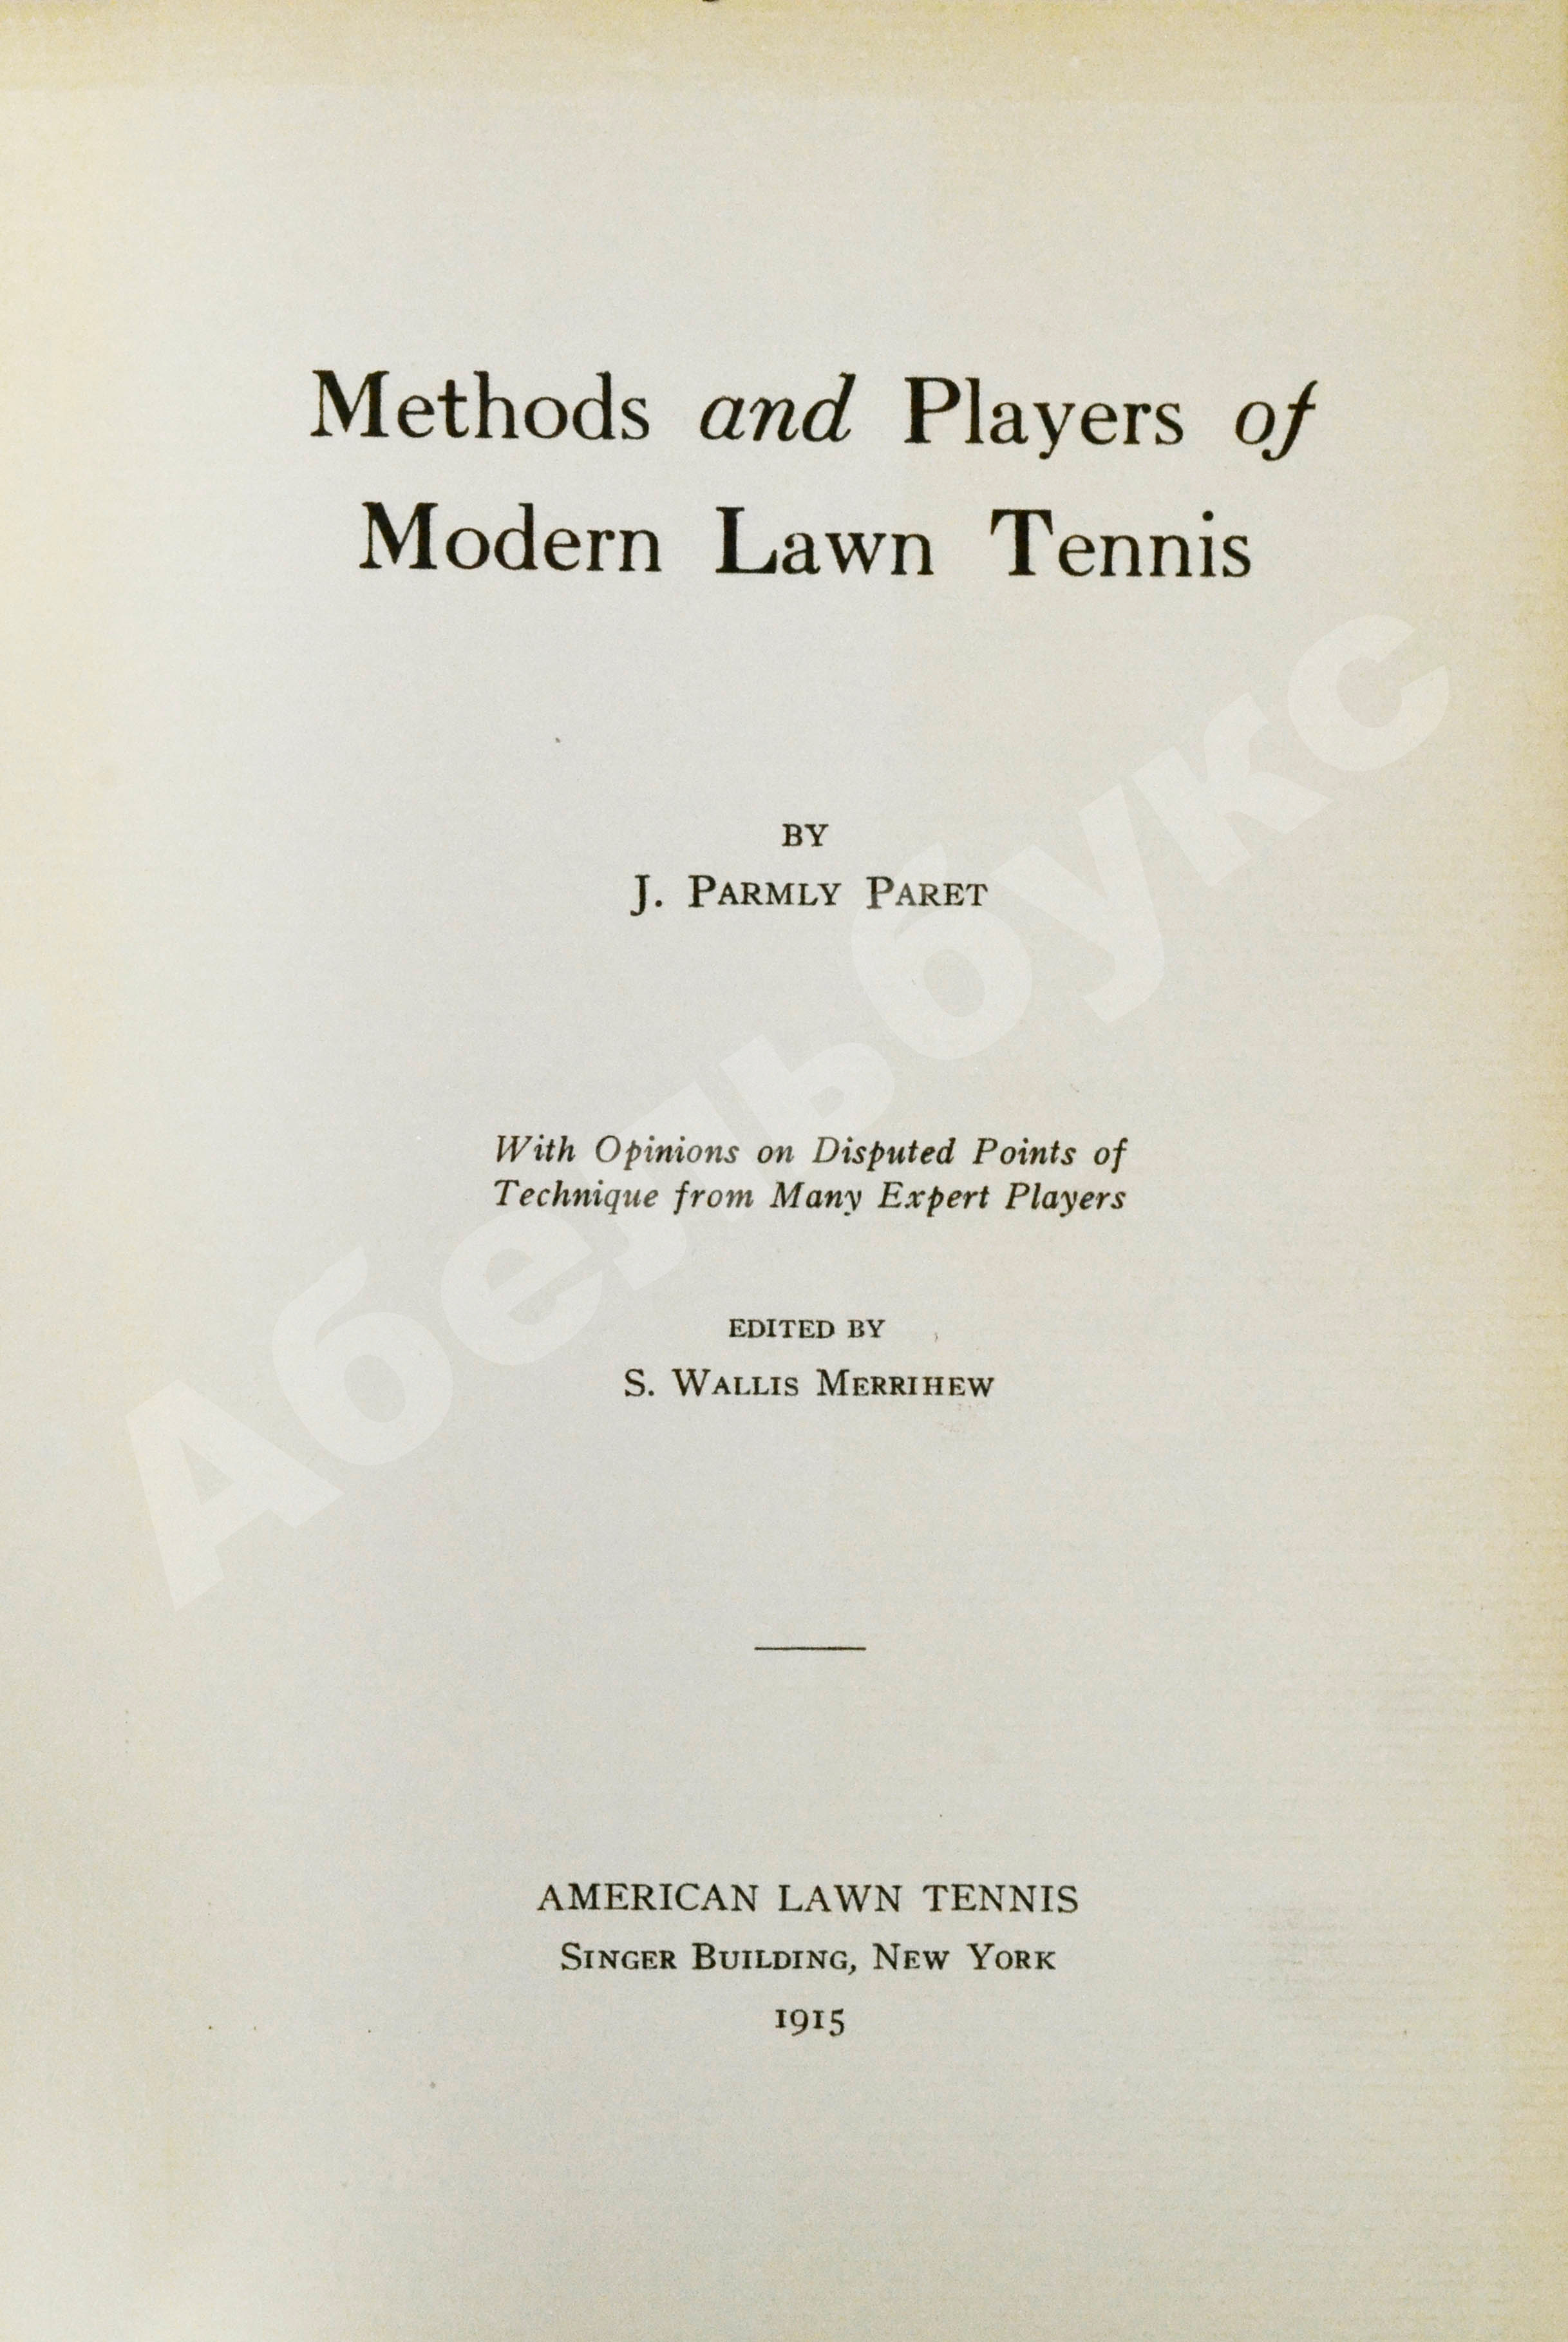 Methods and Players of
Modern Lawn Tennis
BY
J. PARMLY PARET
With Opinions on Disputed Points of
Technique from Many Expert Players
EDITED BY
S. WALLIS MERRIHEW
AMERICAN LAWN TENNIS
SINGER BUILDING, NEW YORK
1915
Абельбукс